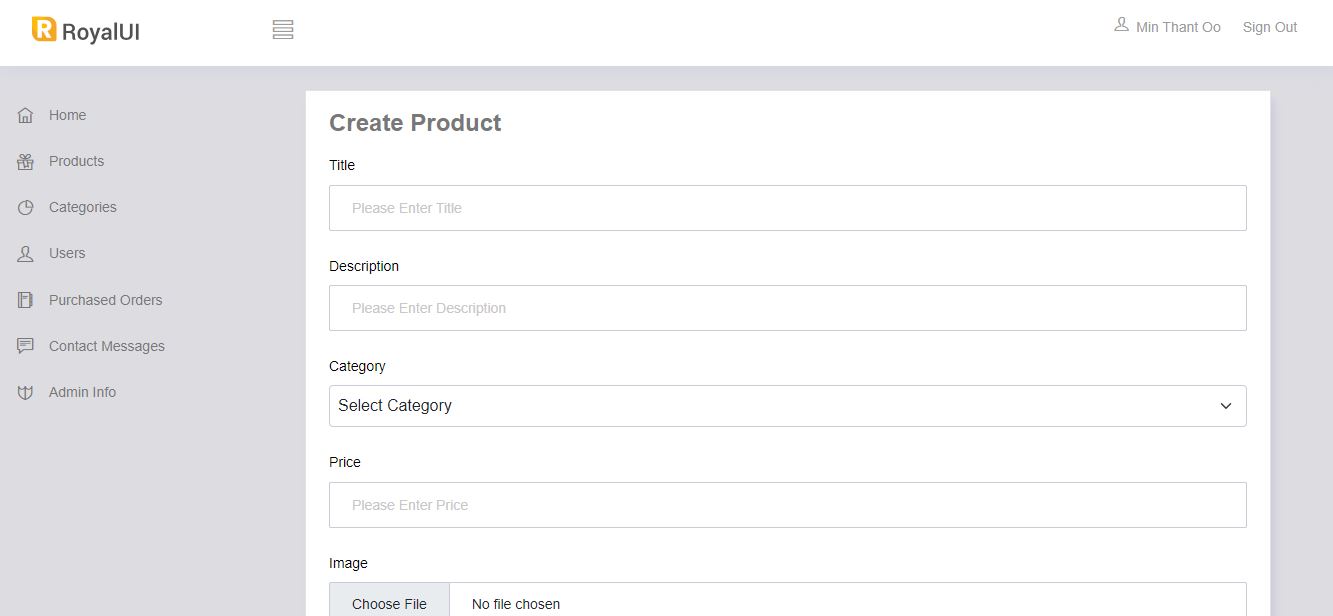 RoyalUI
Min Thant Oo
Sign Out
Home
Products
Categories
Users
Purchased Orders
Contact Messages
Admin Info
Create Product
Title
Please Enter Title
Description
Please Enter Description
Category
Select Category
Price
Please Enter Price
Image
Choose File No file chosen